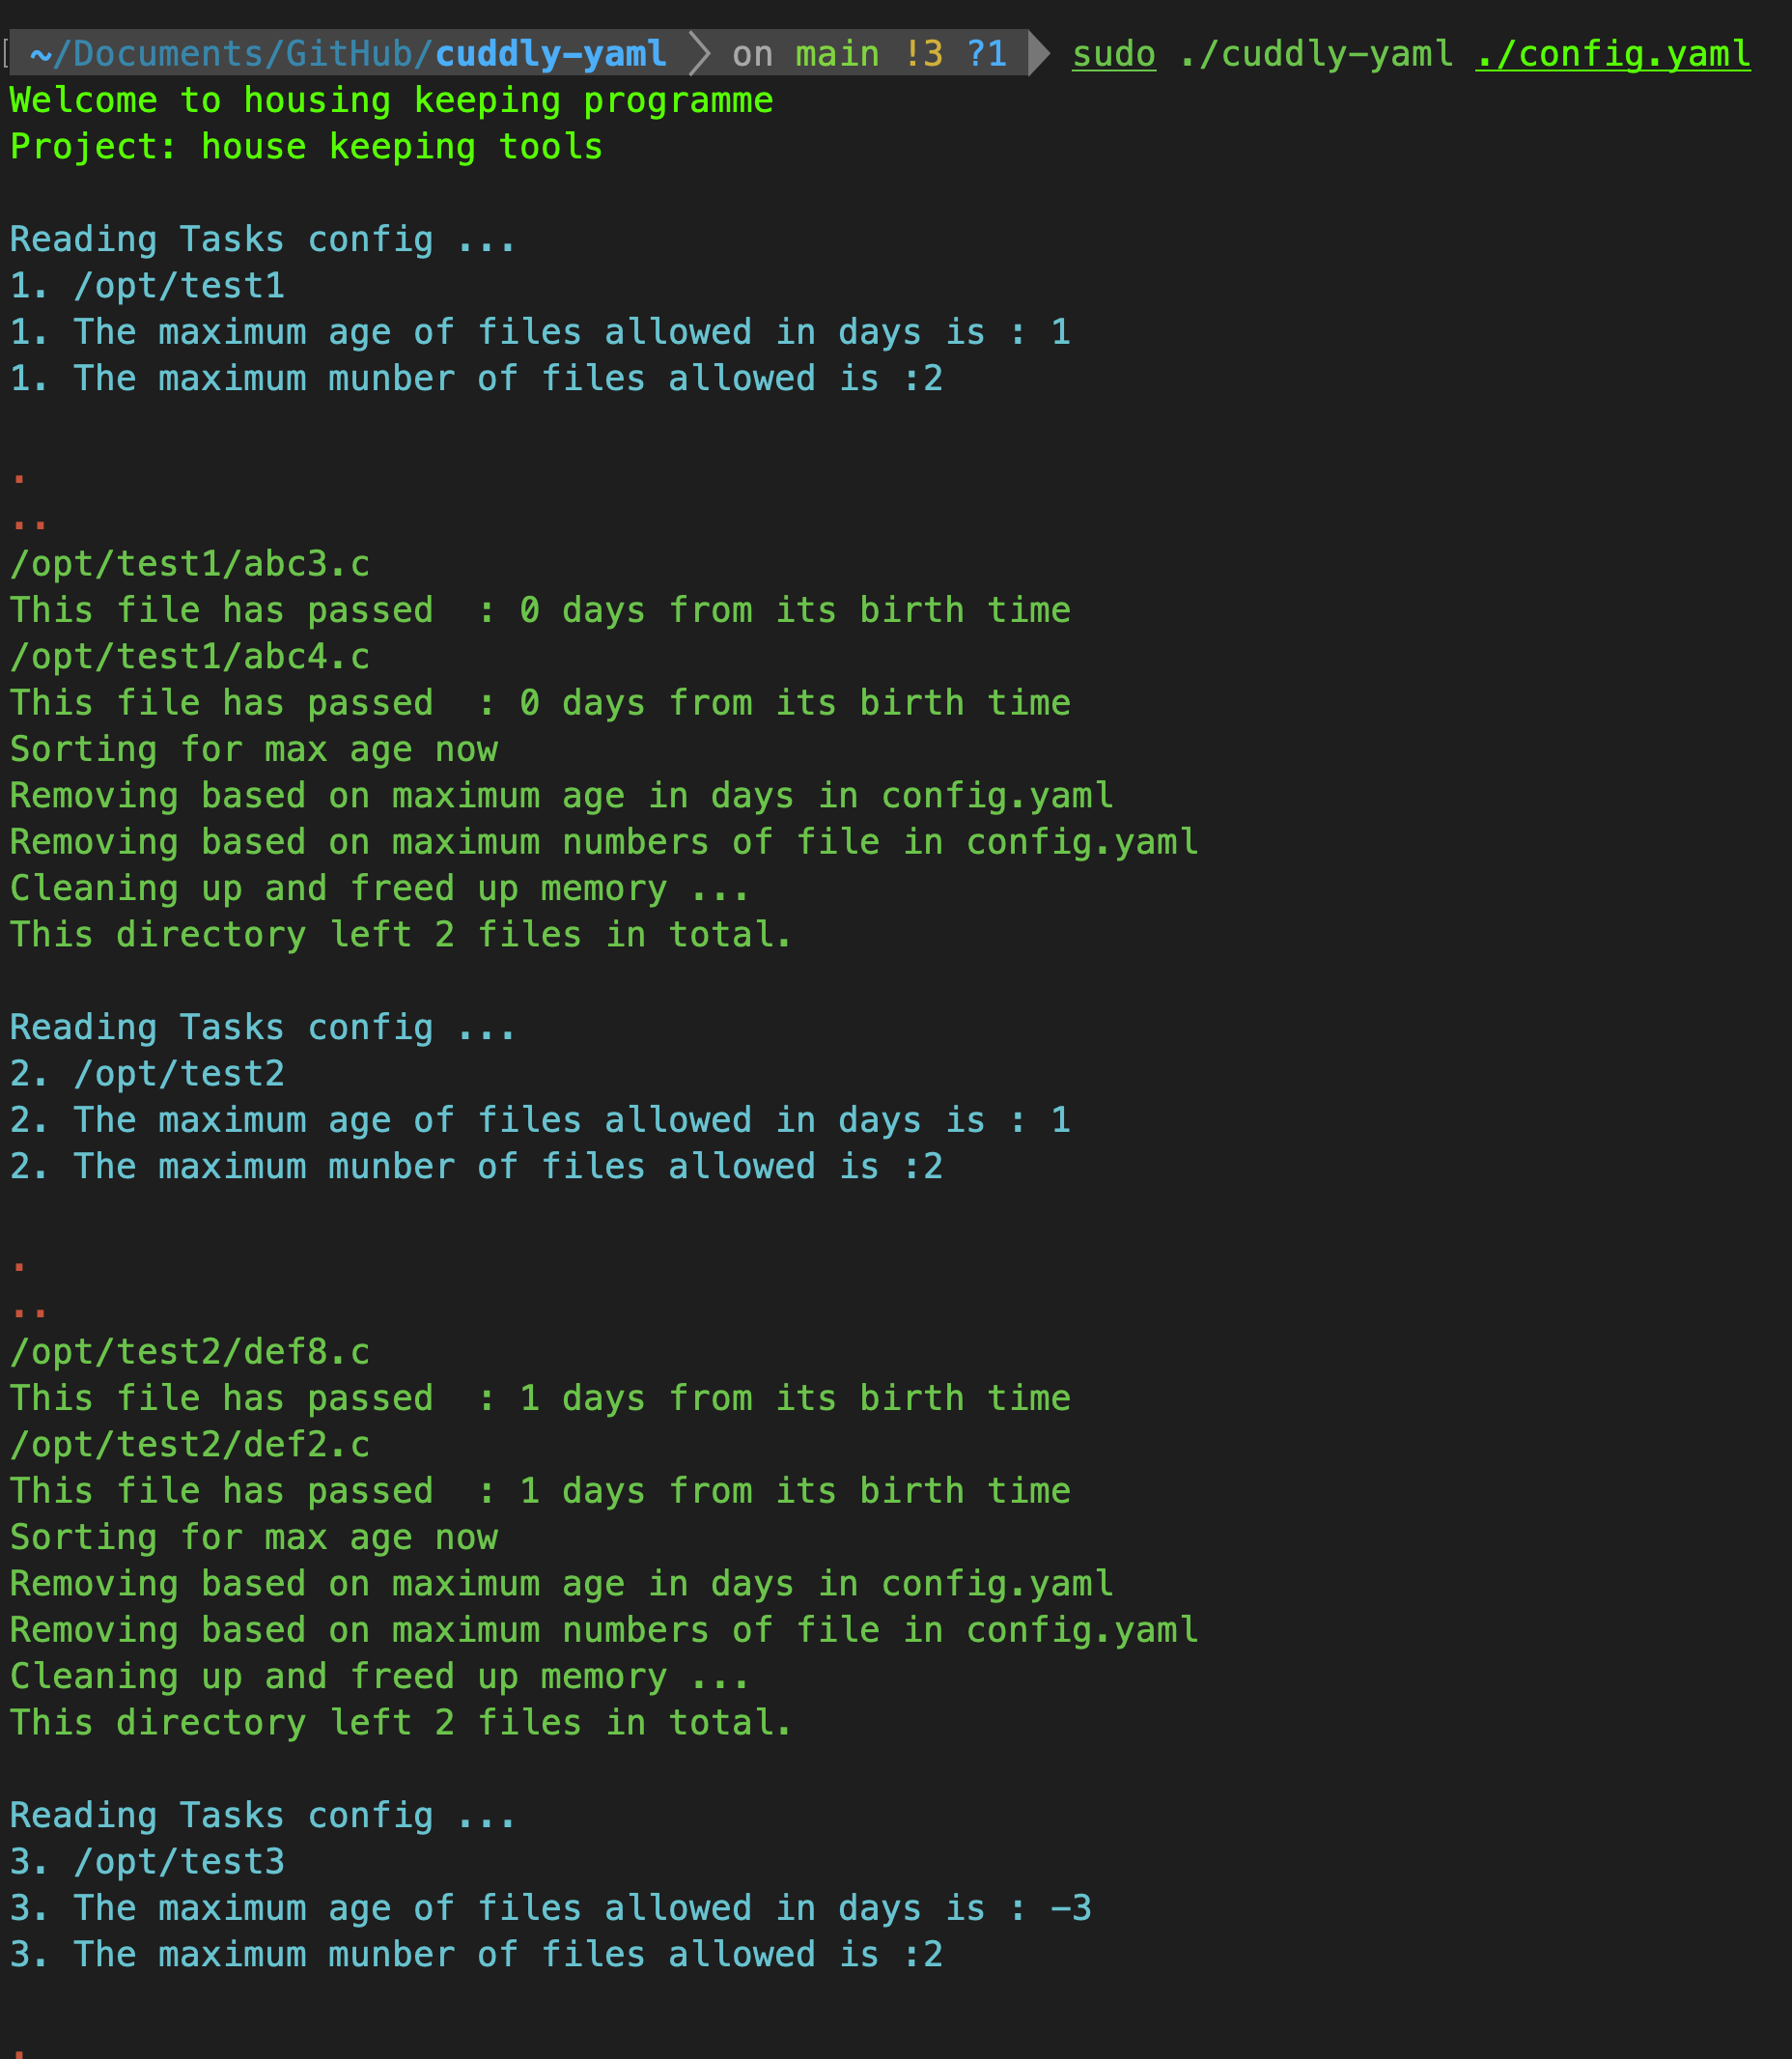 ~/Documents/GitHub/cuddly-yaml on main !3 ?1 sudo ./cuddly-yaml ./config.yaml
Welcome to housing keeping programme
Project: house keeping tools
Reading Tasks config ...
1. /opt/test1
1. The maximum age of files allowed in days is : 1
1. The maximum munber of files allowed is :2
.
..
/opt/test1/abc3.c
This file has passed  : 0 days from its birth time
/opt/test1/abc4.c
This file has passed  : 0 days from its birth time
Sorting for max age now
Removing based on maximum age in days in config.yaml
Removing based on maximum numbers of file in config.yaml
Cleaning up and freed up memory ...
This directory left 2 files in total.
Reading Tasks config ...
2. /opt/test2
2. The maximum age of files allowed in days is : 1
2. The maximum munber of files allowed is :2
.
..
/opt/test2/def8.c
This file has passed  : 1 days from its birth time
/opt/test2/def2.c
This file has passed  : 1 days from its birth time
Sorting for max age now
Removing based on maximum age in days in config.yaml
Removing based on maximum numbers of file in config.yaml
Cleaning up and freed up memory ...
This directory left 2 files in total.
Reading Tasks config ...
3. /opt/test3
3. The maximum age of files allowed in days is : -3
3. The maximum munber of files allowed is :2
.